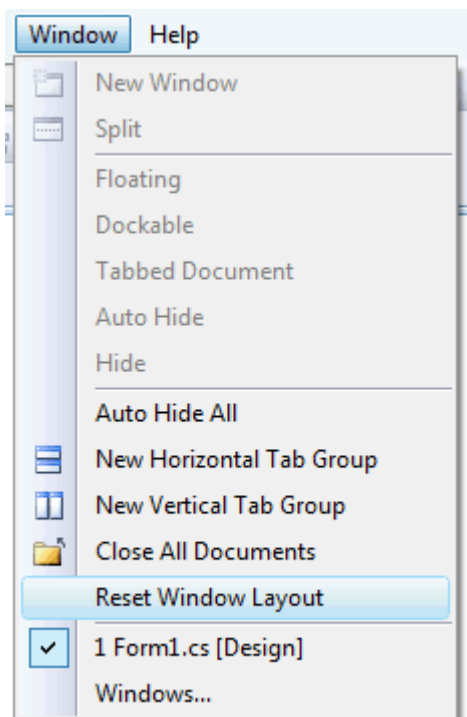 Window Help
New Window
Split
Floating
Dockable
Tabbed Document
Auto Hide
Hide
Auto Hide All
New Horizontal Tab Group
New Vertical Tab Group
Close All Documents
Reset Window Layout
1 Form1.cs [Design]
Windows...